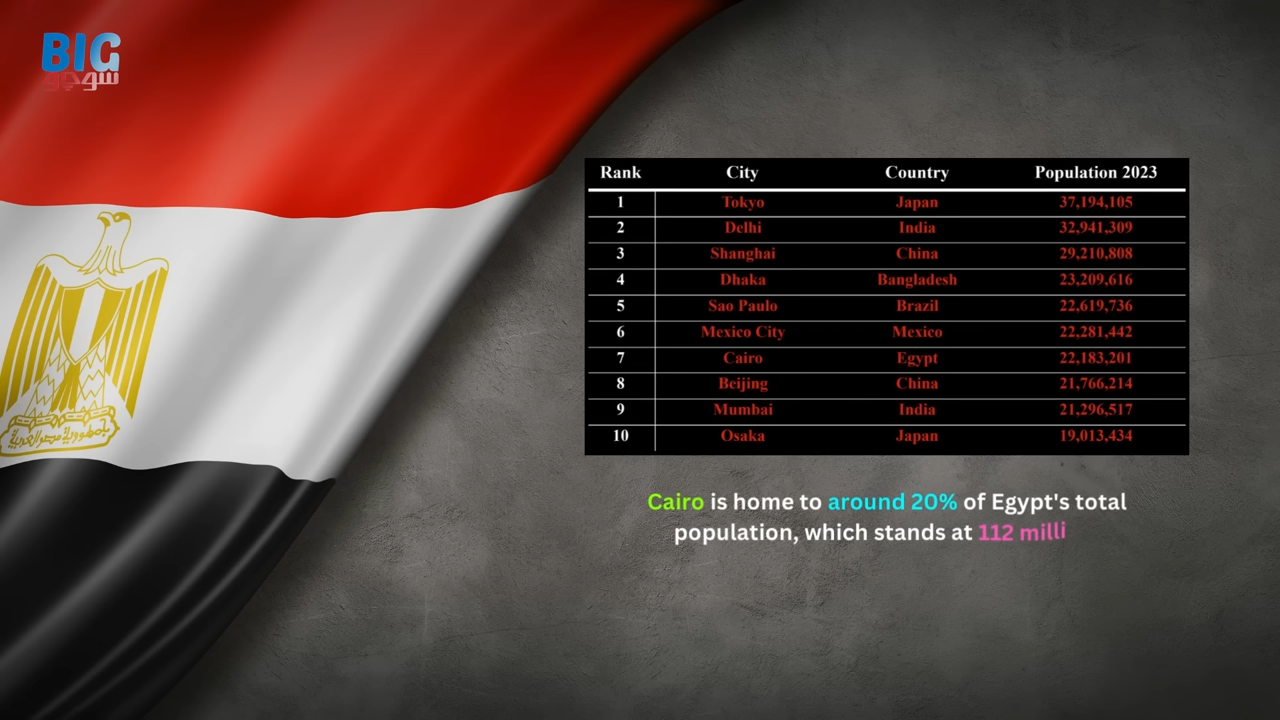 BIG
سوچو
Rank City Country Population 2023
1 Tokyo Japan 37,194,105
2 Delhi India 32,941,309
3 Shanghai China 29,210,808
4 Dhaka Bangladesh 23,209,616
5 Sao Paulo Brazil 22,619,736
6 Mexico City Mexico 22,281,442
7 Cairo Egypt 22,183,201
8 Beijing China 21,766,214
9 Mumbai India 21,296,517
10 Osaka Japan 19,013,434
جمهورية مصر العربية
Cairo is home to around 20% of Egypt's total
population, which stands at 112 milli